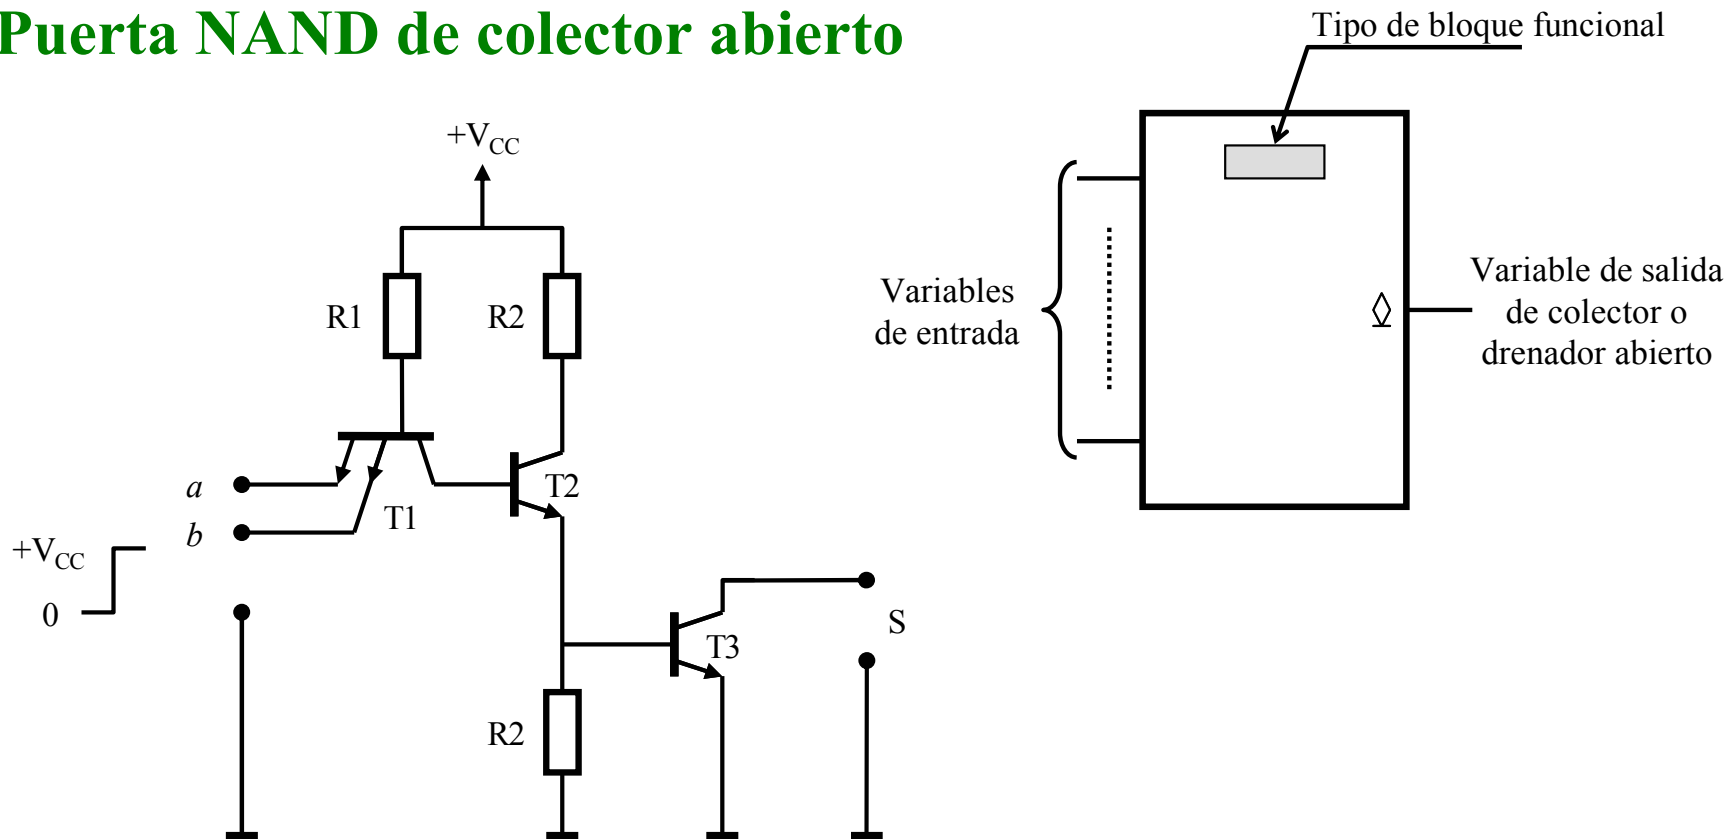 Puerta NAND de colector abierto
Tipo de bloque funcional
+VCC
R1
R2
Variables
de entrada
Variable de salida
de colector o
drenador abierto
a
b
T1
T2
+VCC
0
S
T3
R2